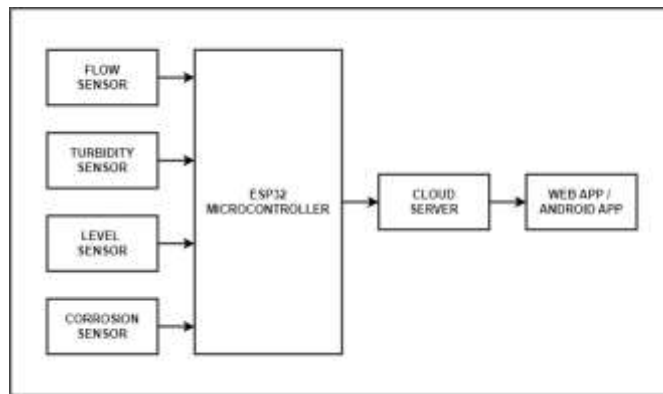 FLOW
SENSOR
TURBIDITY
SENSOR
LEVEL
SENSOR
CORROSION
SENSOR
ESP32
MICROCONTROLLER
CLOUD
SERVER
WEB APP /
ANDROID APP